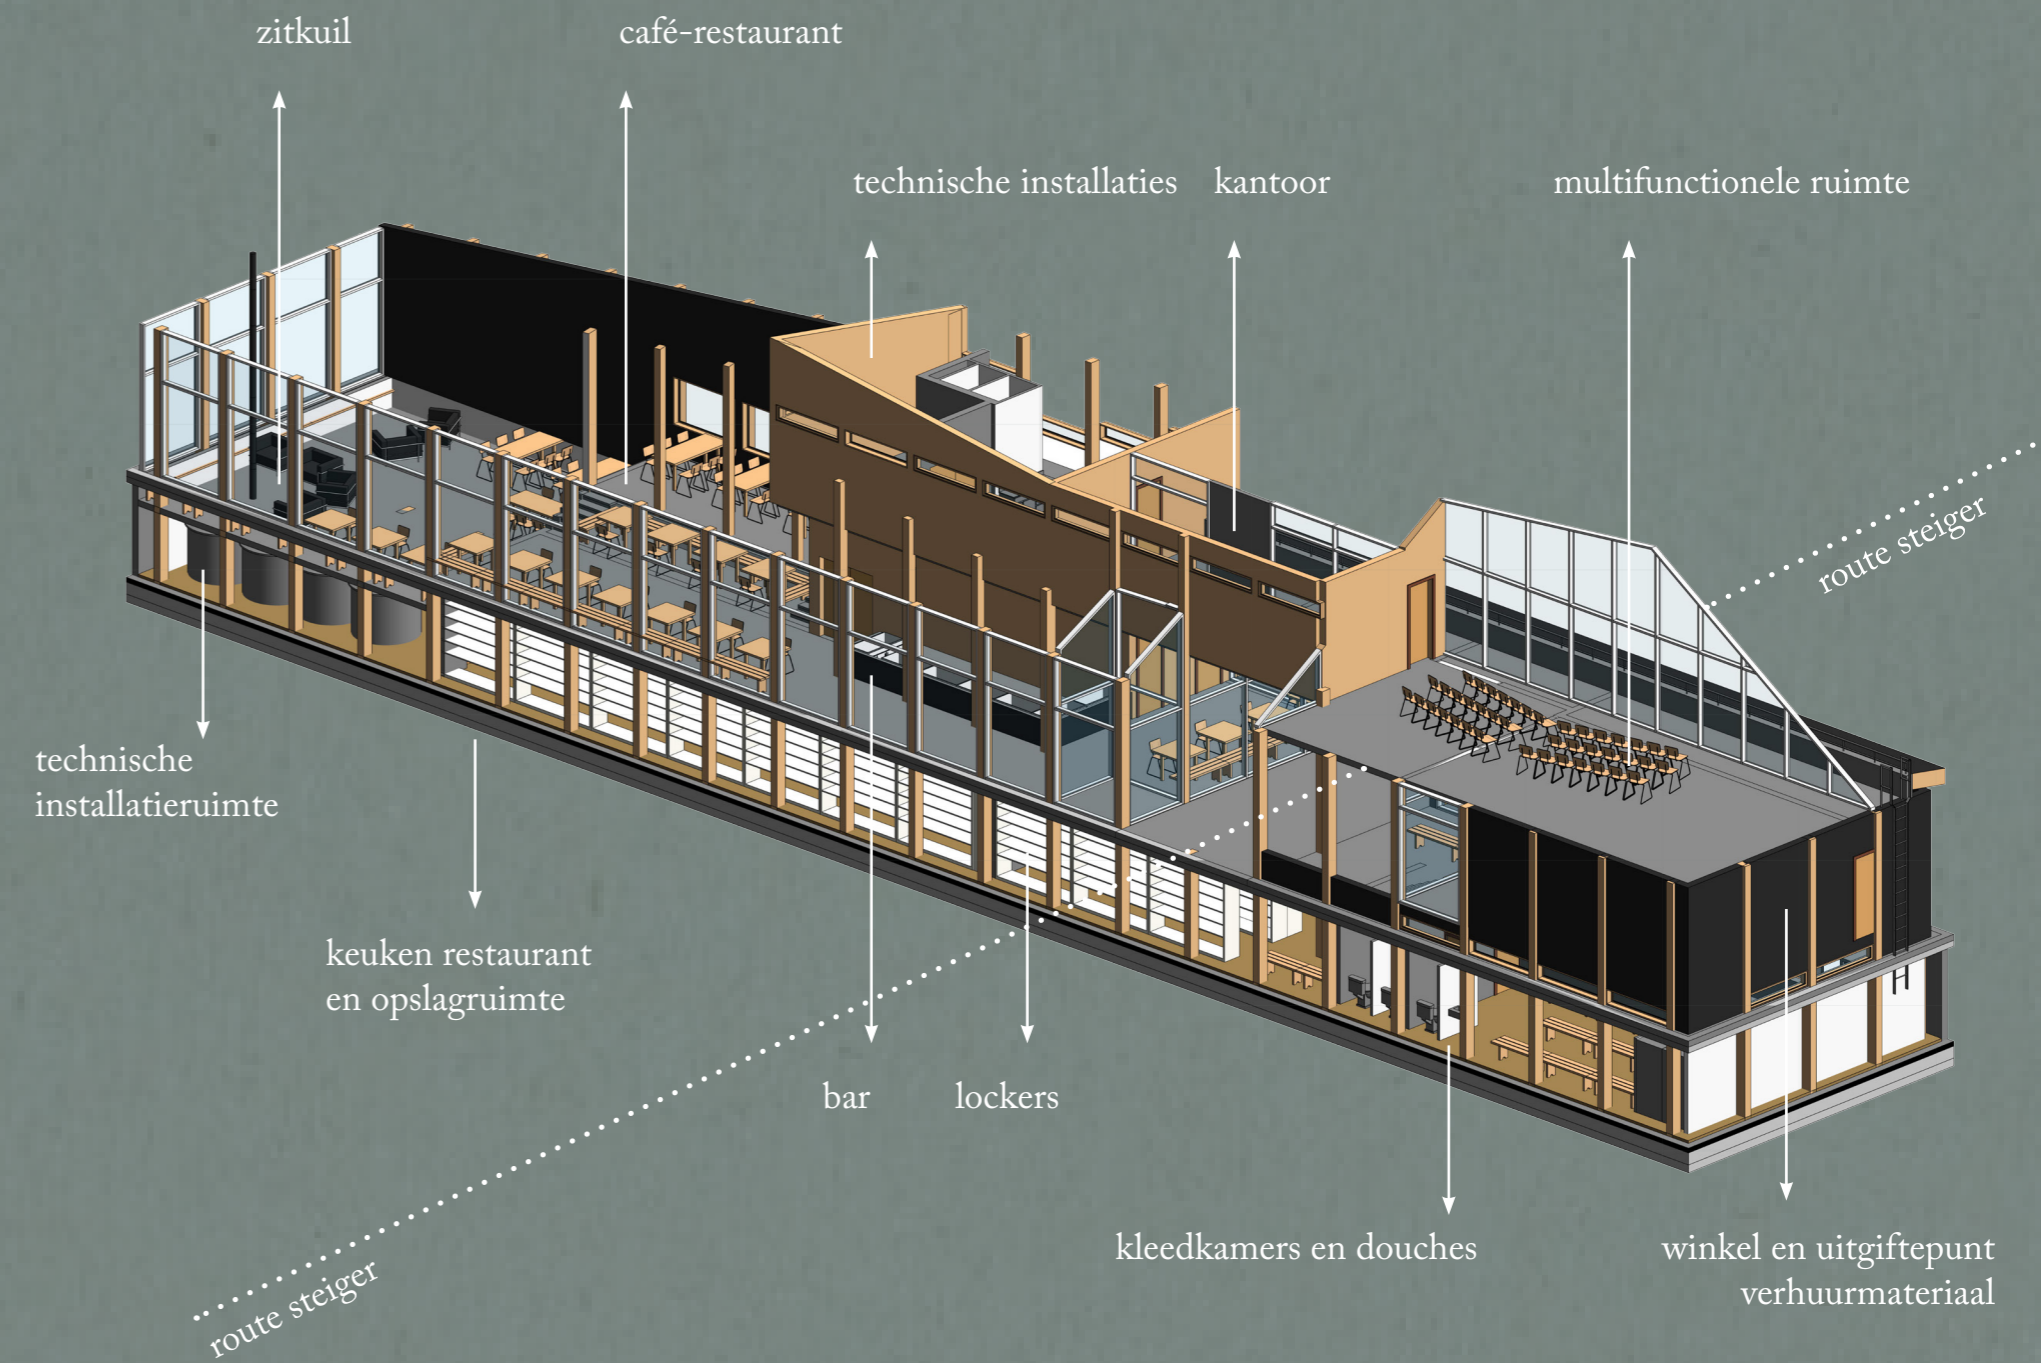 zitkuil
café-restaurant
technische installaties
kantoor
multifunctionele ruimte
route steiger
technische
installatieruimte
keuken restaurant
en opslagruimte
bar
lockers
kleedkamers en douches
winkel en uitgiftepunt
verhuurmateriaal
route steiger